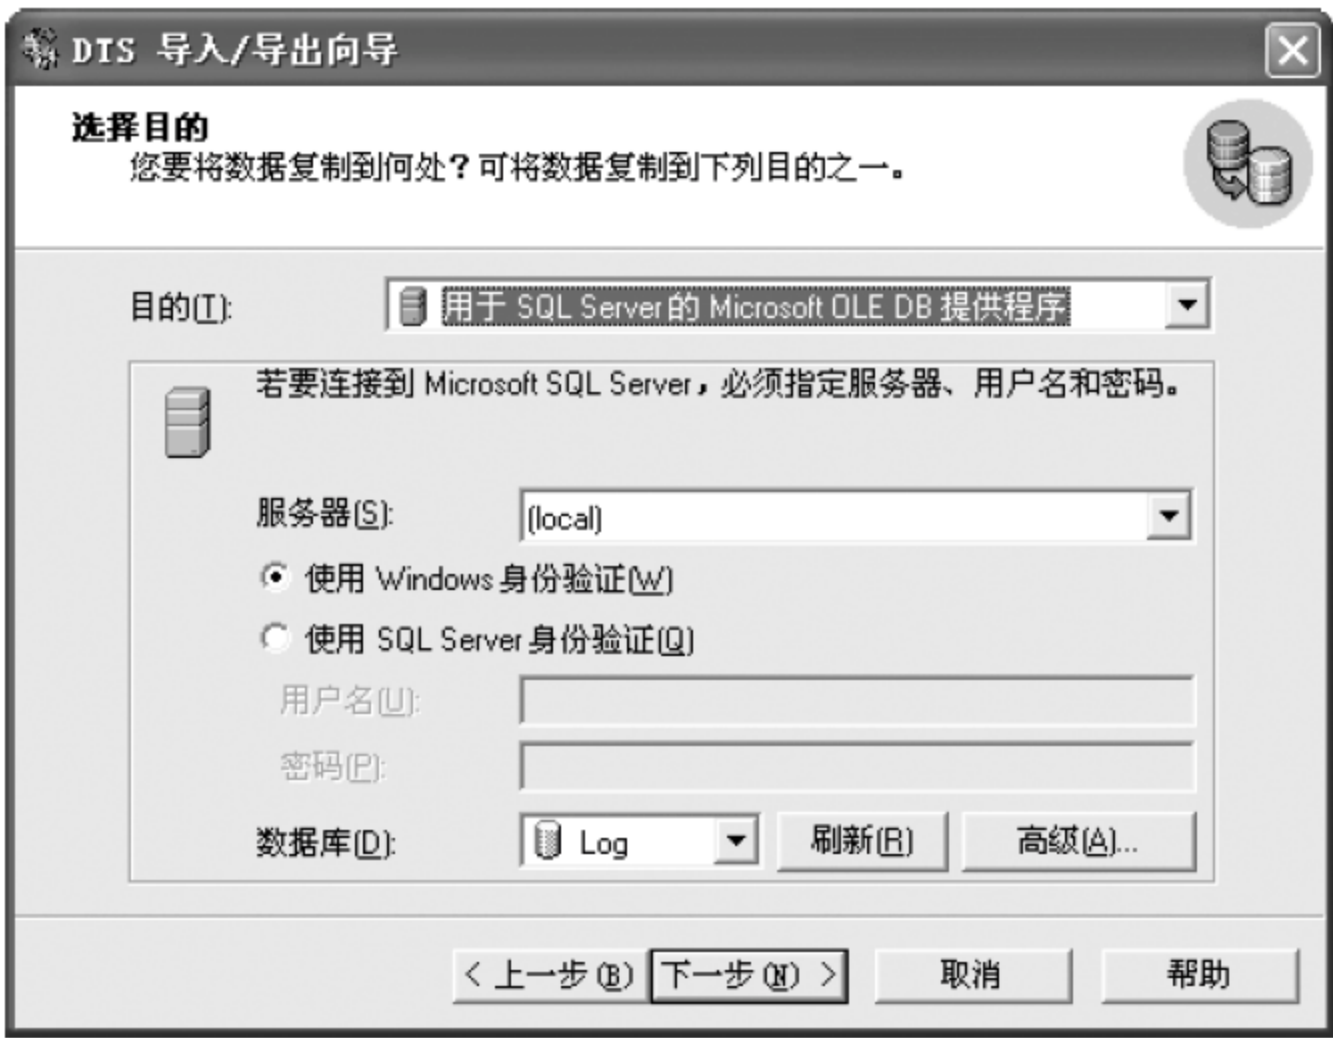 DTS 导入/导出向导
选择目的
您要将数据复制到何处？可将数据复制到下列目的之一。
目的(T):
用于 SQL Server 的 Microsoft OLE DB 提供程序
若要连接到 Microsoft SQL Server，必须指定服务器、用户名和密码。
服务器(S):
(local)
使用 Windows 身份验证(W)
使用 SQL Server 身份验证(Q)
用户名(U):
密码(P):
数据库(D):
Log
刷新(R)
高级(A)...
< 上一步(B)
下一步(N) >
取消
帮助